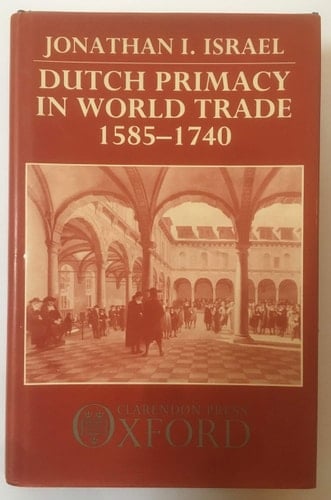 JONATHAN I. ISRAEL
DUTCH PRIMACY
IN WORLD TRADE
1585–1740
CLARENDON PRESS
OXFORD